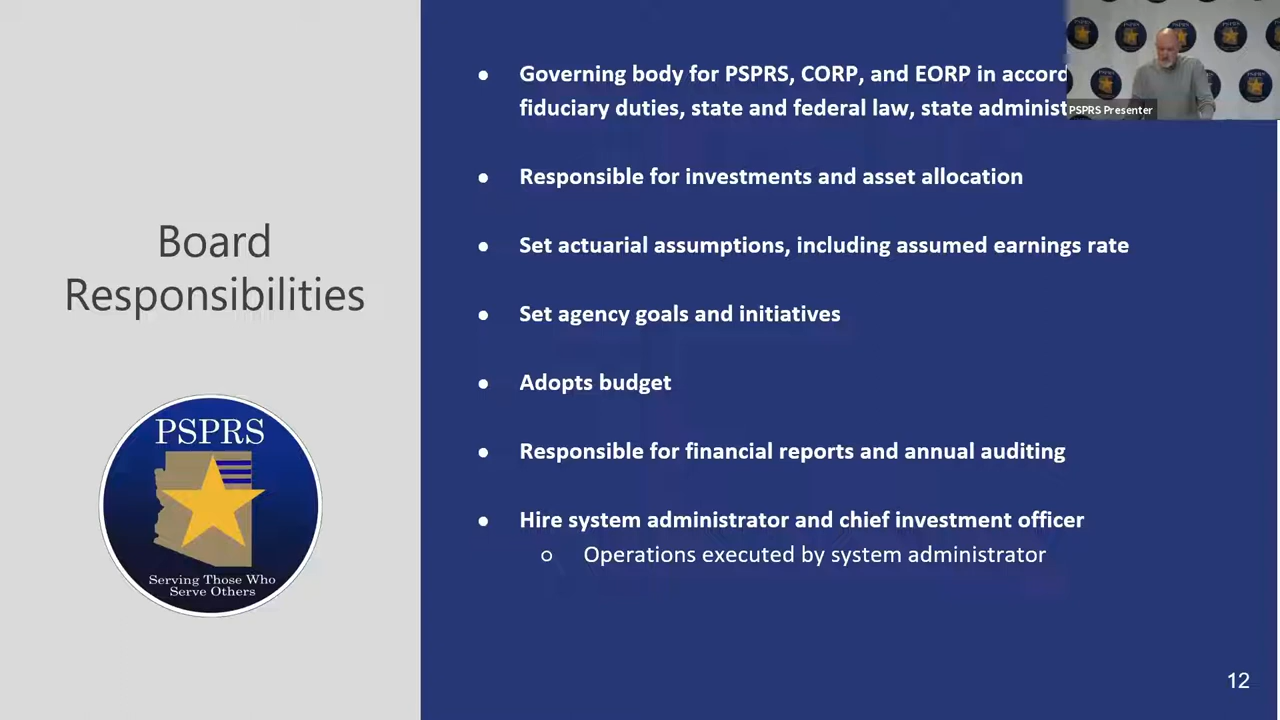 Board
Responsibilities
PSPRS
Serving Those Who
Serve Others
● Governing body for PSPRS, CORP, and EORP in accord
fiduciary duties, state and federal law, state administ
● Responsible for investments and asset allocation
● Set actuarial assumptions, including assumed earnings rate
● Set agency goals and initiatives
● Adopts budget
● Responsible for financial reports and annual auditing
● Hire system administrator and chief investment officer
○ Operations executed by system administrator
PSPRS Presenter
PSPRS
12